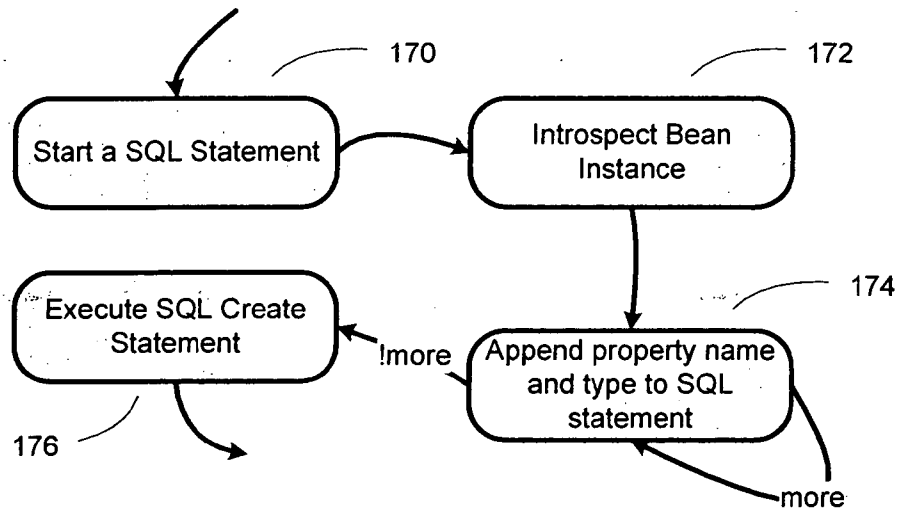 170
172
Start a SQL Statement
Introspect Bean
Instance
174
Execute SQL Create
Statement
!more
Append property name
and type to SQL
statement
176
more